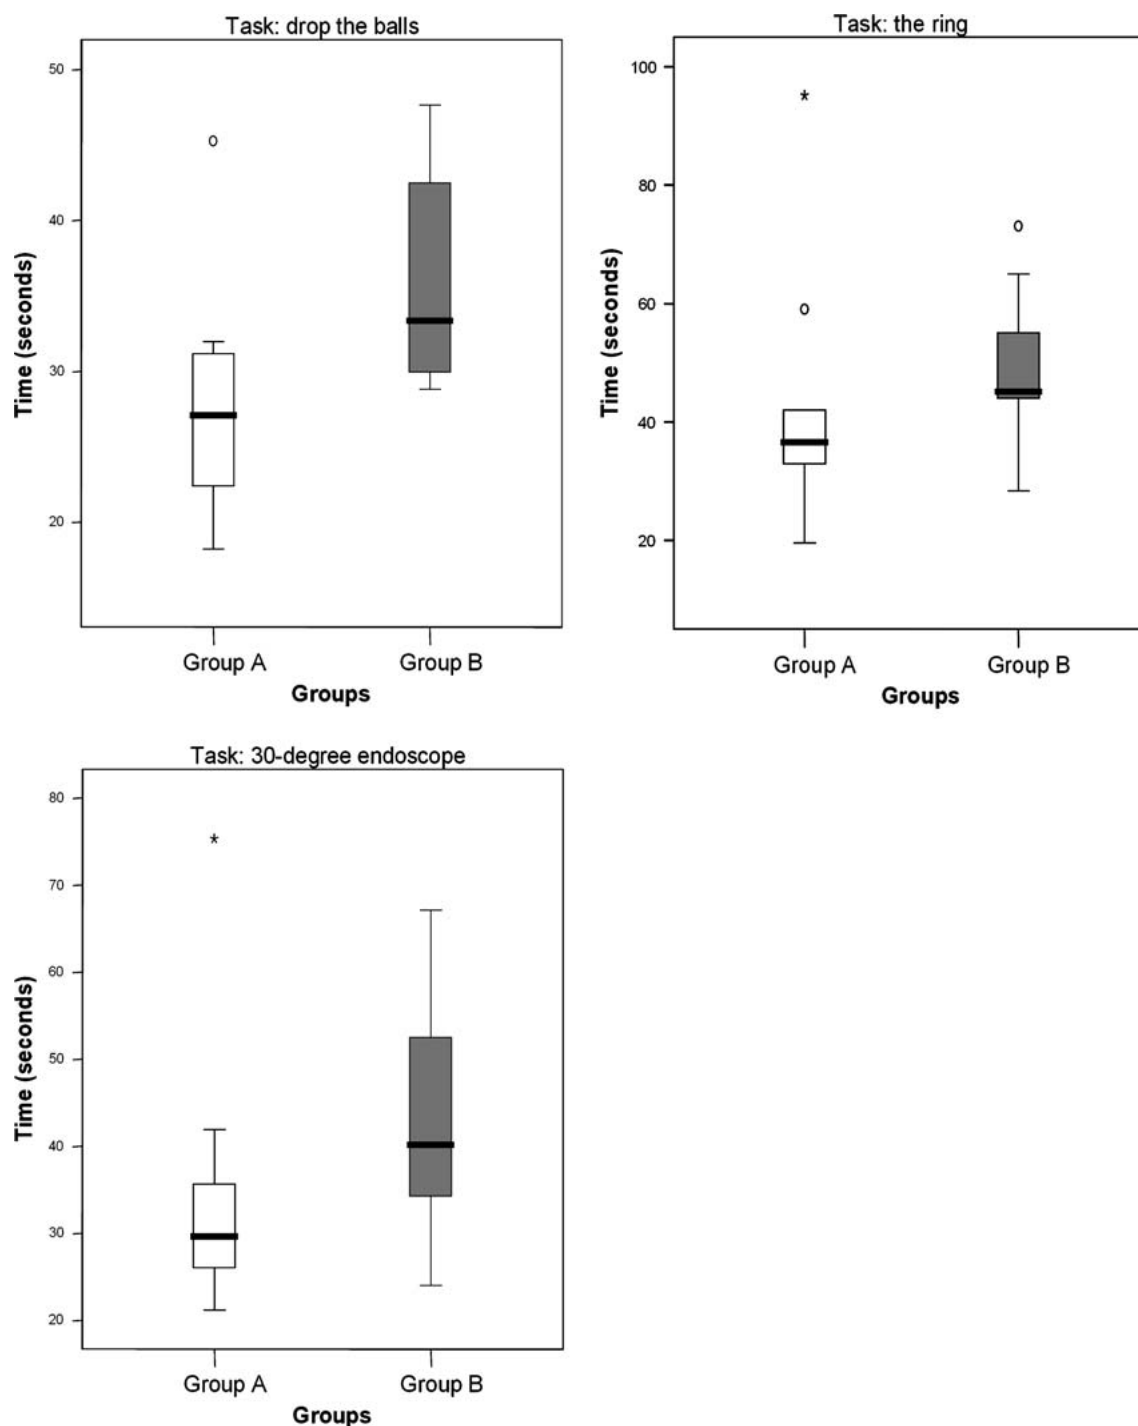 Task: drop the balls
50
40
30
20
Time (seconds)
Group A Group B
Groups
Task: the ring
100
80
60
40
20
Time (seconds)
Group A Group B
Groups
Task: 30-degree endoscope
80
70
60
50
40
30
20
Time (seconds)
Group A Group B
Groups